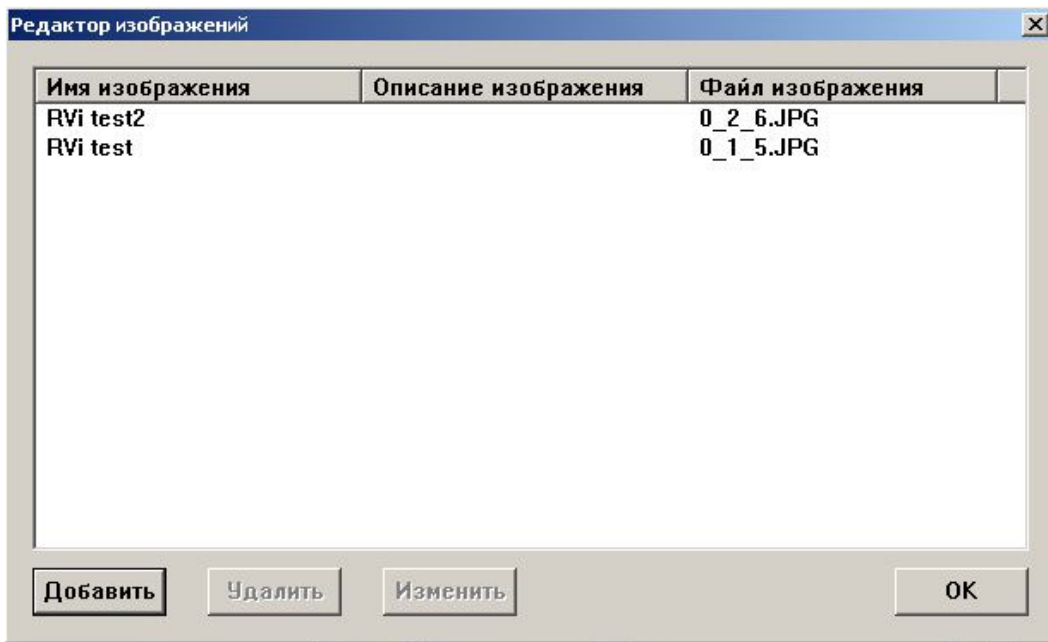 Редактор изображений
Имя изображения Описание изображения Файл изображения
RVi test2 0_2_6.JPG
RVi test 0_1_5.JPG
Добавить Удалить Изменить OK